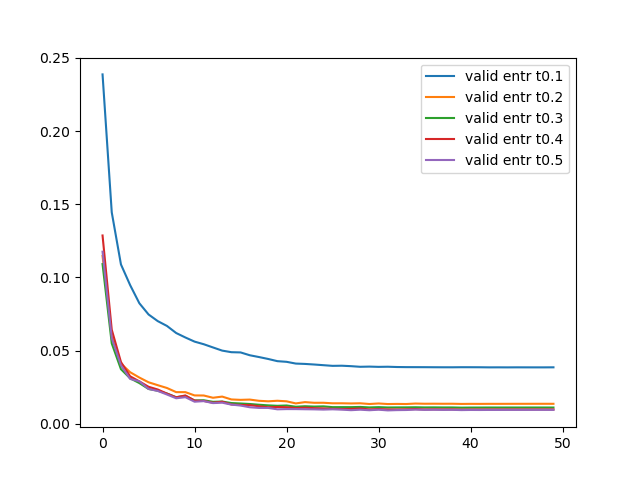 0.25
0.20
0.15
0.10
0.05
0.00
0 10 20 30 40 50
valid entr t0.1
valid entr t0.2
valid entr t0.3
valid entr t0.4
valid entr t0.5